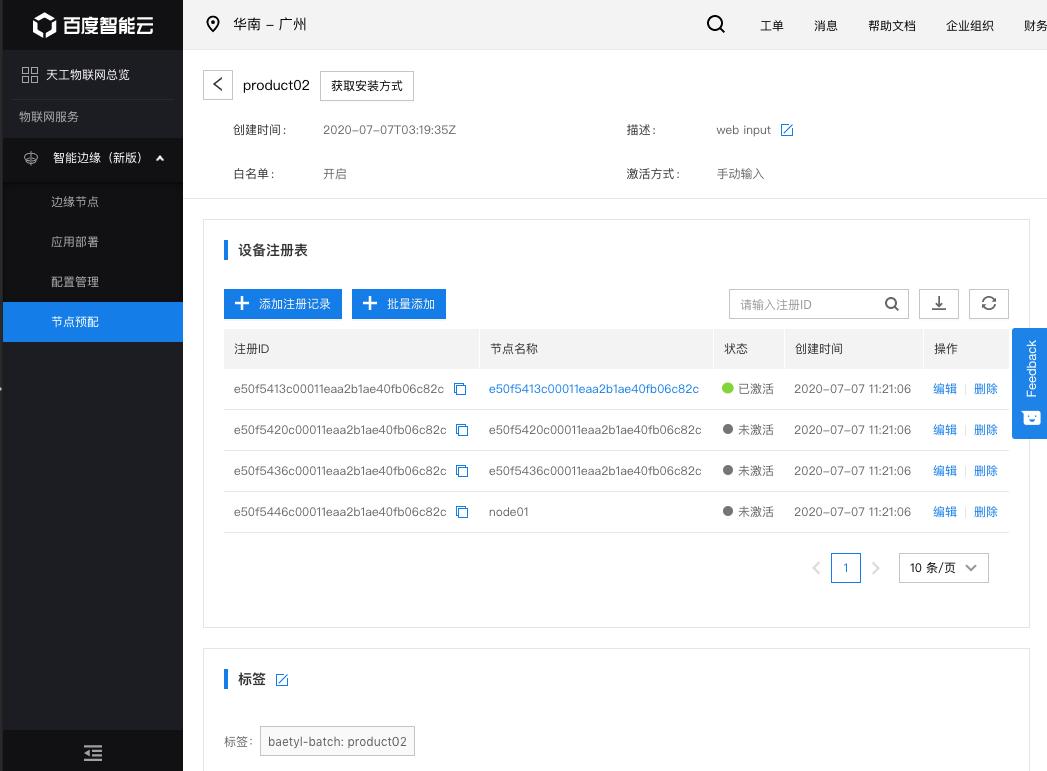 百度智能云
华南 – 广州
工单
消息
帮助文档
企业组织
财务
天工物联网总览
物联网服务
智能边缘（新版）
边缘节点
应用部署
配置管理
节点预配
product02
获取安装方式
创建时间：
2020-07-07T03:19:35Z
描述：
web input
白名单：
开启
激活方式：
手动输入
设备注册表
添加注册记录
批量添加
请输入注册ID
注册ID 节点名称 状态 创建时间 操作
e50f5413c00011eaa2b1ae40fb06c82c e50f5413c00011eaa2b1ae40fb06c82c 已激活 2020-07-07 11:21:06 编辑 删除
e50f5420c00011eaa2b1ae40fb06c82c e50f5420c00011eaa2b1ae40fb06c82c 未激活 2020-07-07 11:21:06 编辑 删除
e50f5436c00011eaa2b1ae40fb06c82c e50f5436c00011eaa2b1ae40fb06c82c 未激活 2020-07-07 11:21:06 编辑 删除
e50f5446c00011eaa2b1ae40fb06c82c node01 未激活 2020-07-07 11:21:06 编辑 删除
1
10 条/页
Feedback
标签
标签：
baetyl-batch: product02